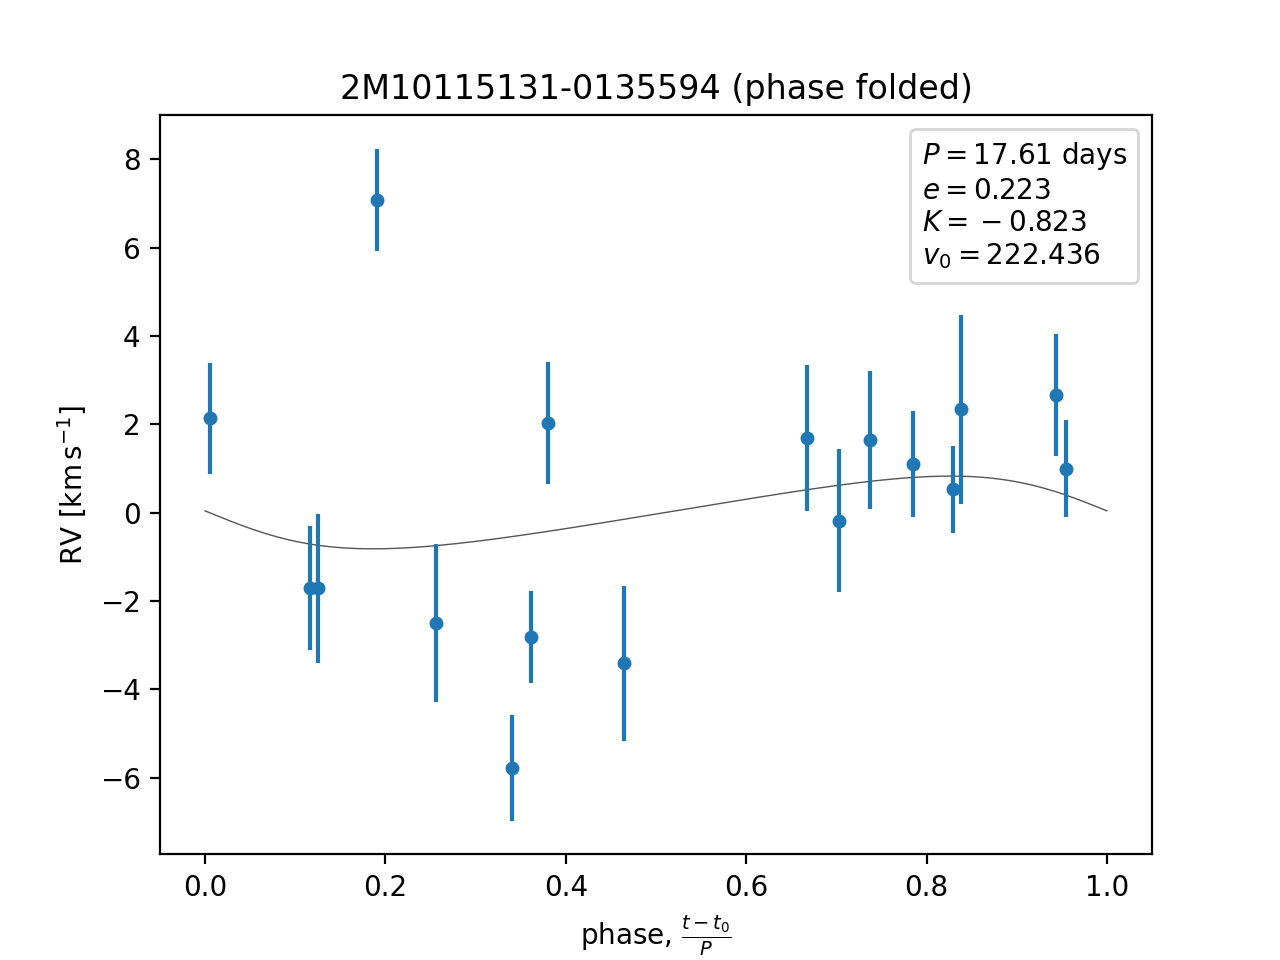 2M10115131-0135594 (phase folded)
P = 17.61 days
e = 0.223
K = −0.823
v₀ = 222.436
8
6
4
2
0
−2
−4
−6
RV [km s⁻¹]
0.0 0.2 0.4 0.6 0.8 1.0
phase, (t − t₀)/P